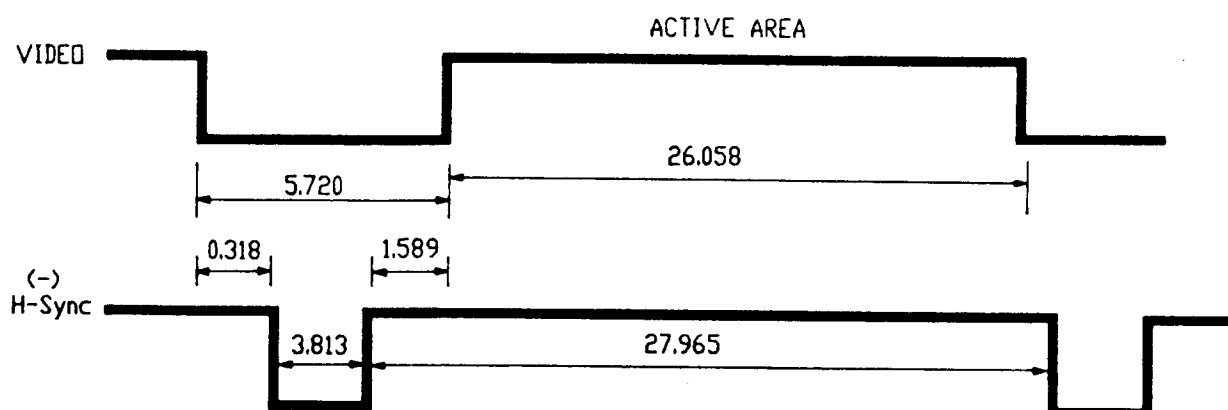 ACTIVE AREA
VIDEO
26.058
5.720
0.318
1.589
(-)
H-Sync
3.813
27.965